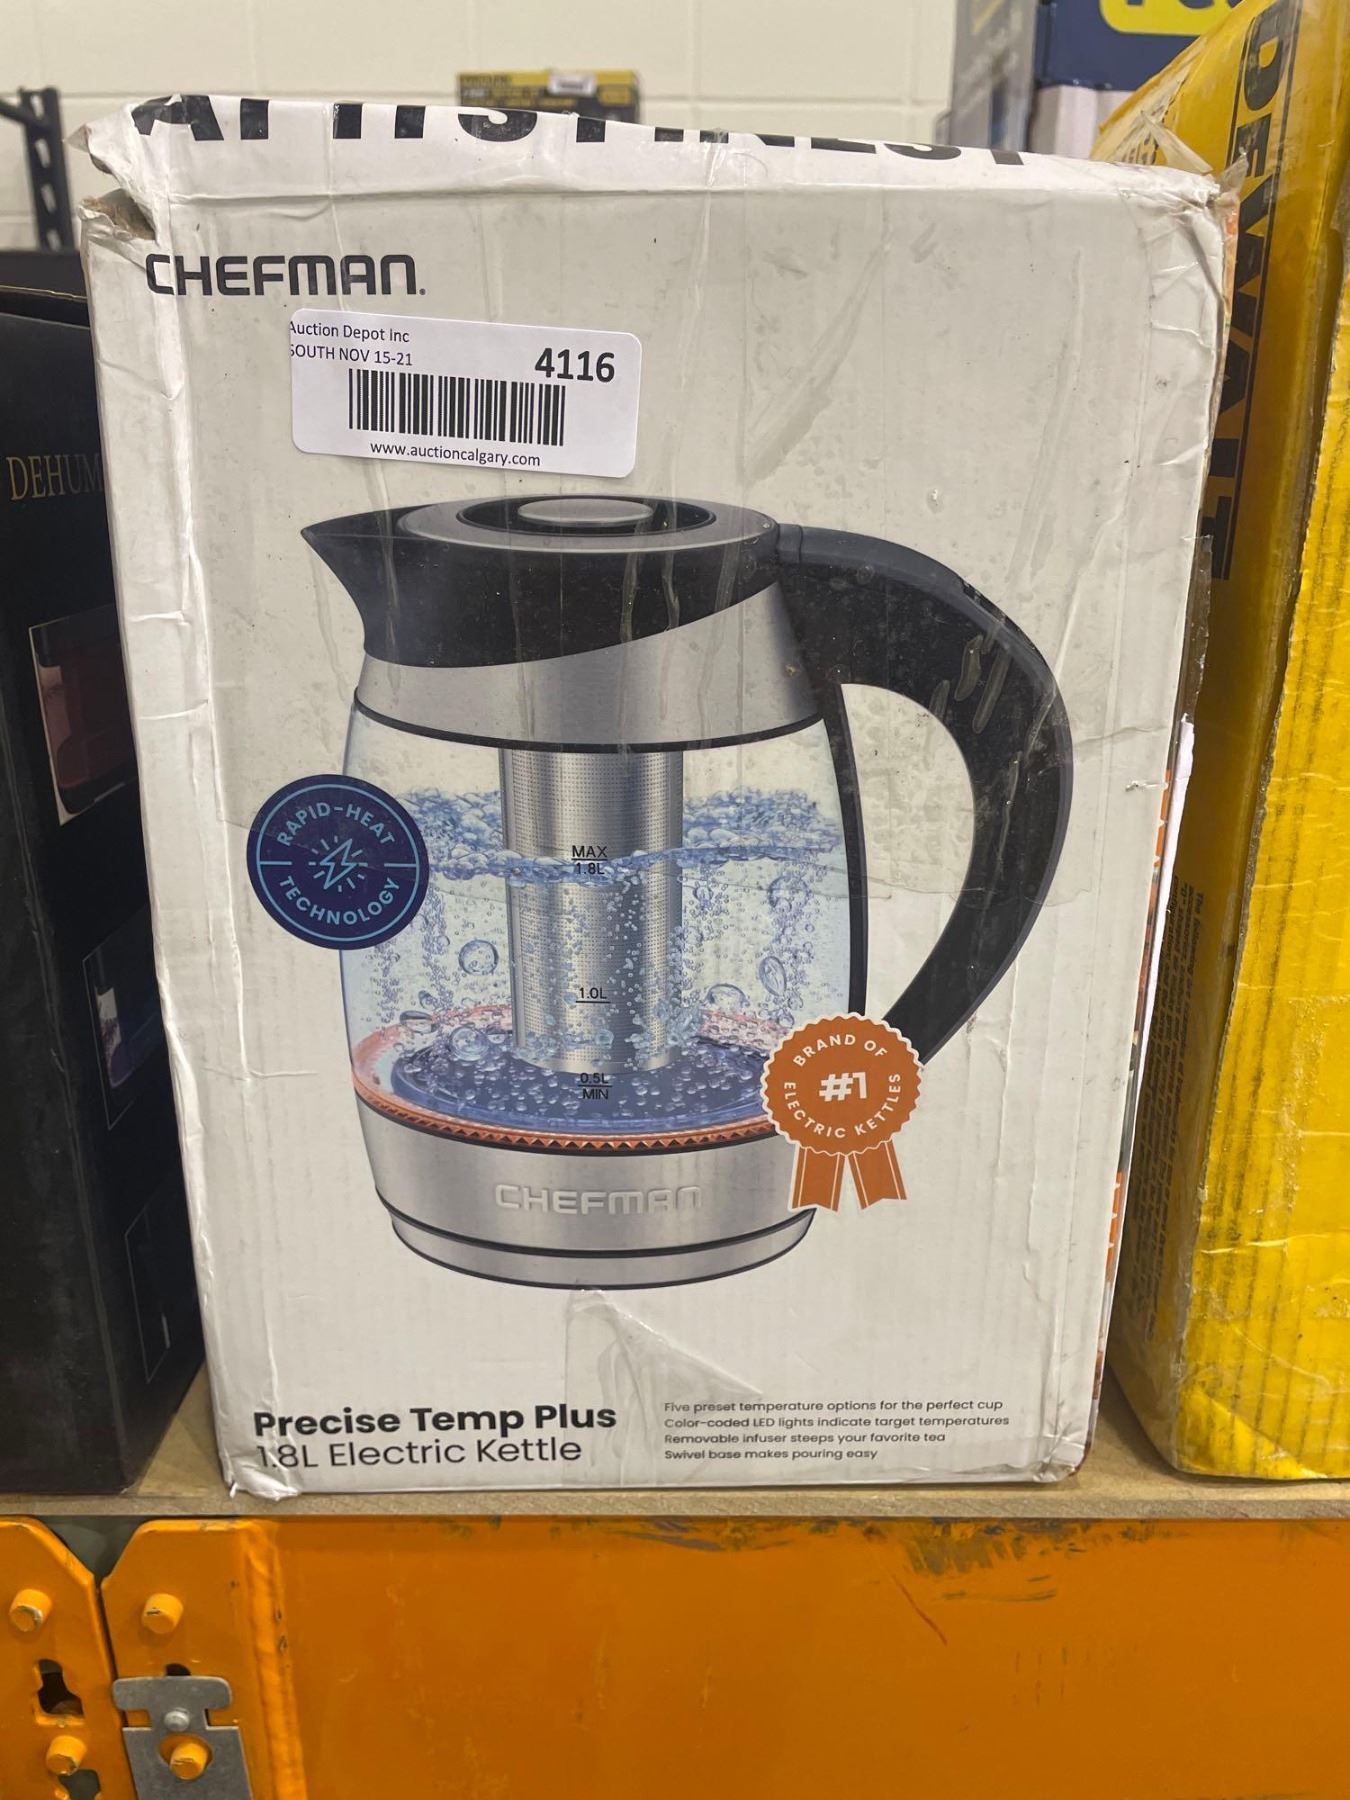 CHEFMAN.
Auction Depot Inc
SOUTH NOV 15-21
4116
www.auctioncalgary.com
DEHUM
DEWALT
RAPID-HEAT
TECHNOLOGY
MAX
1.8L
1.0L
0.5L
MIN
BRAND OF
#1
ELECTRIC KETTLES
CHEFMAN
Precise Temp Plus
1.8L Electric Kettle
Five preset temperature options for the perfect cup
Color-coded LED lights indicate target temperatures
Removable infuser steeps your favorite tea
Swivel base makes pouring easy